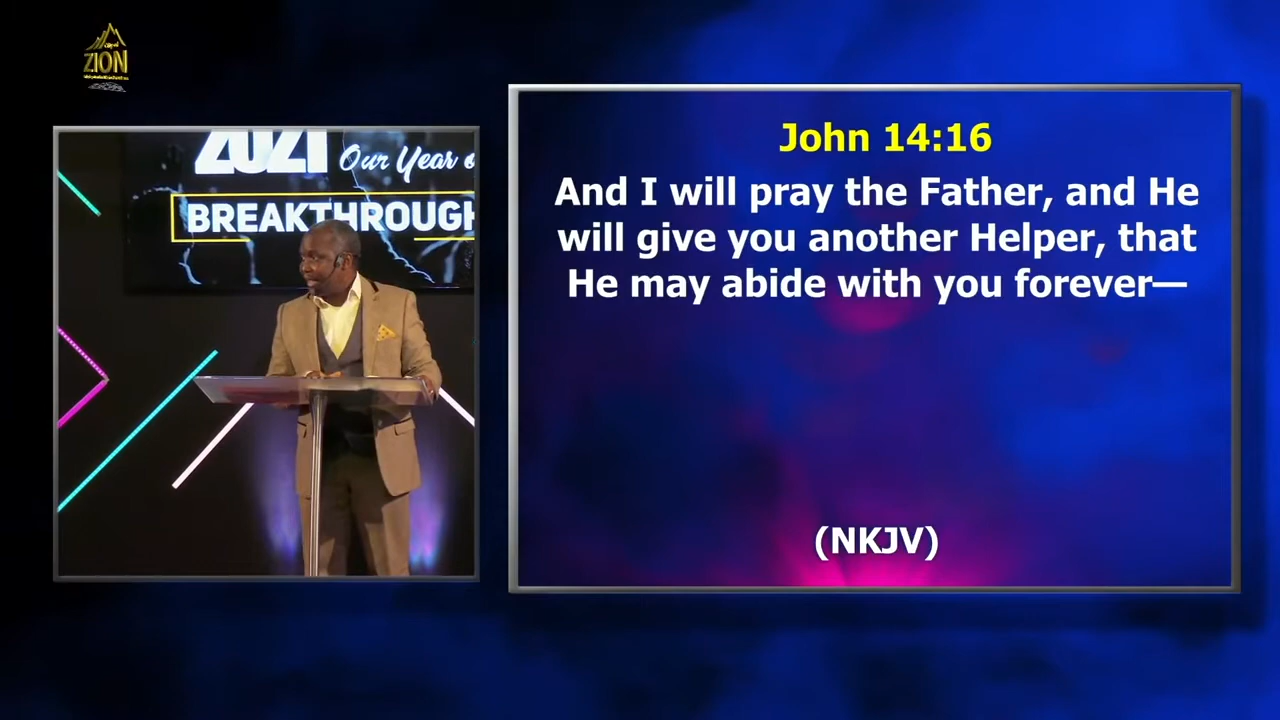 City of
ZION
2021 Our Year o
BREAKTHROUGH
John 14:16
And I will pray the Father, and He
will give you another Helper, that
He may abide with you forever—
(NKJV)